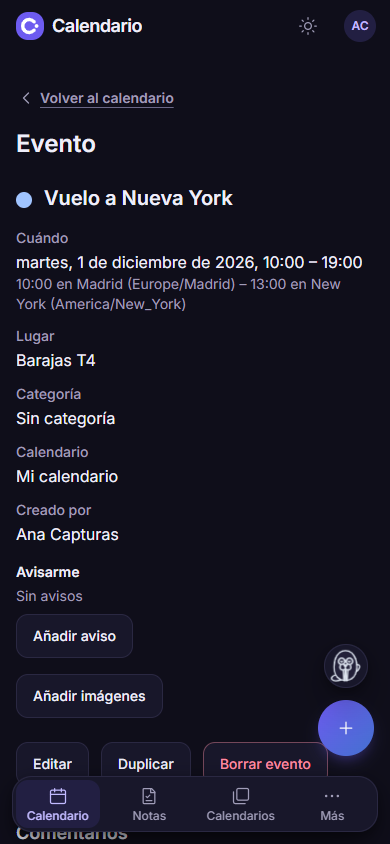 Calendario
AC
Volver al calendario
Evento
Vuelo a Nueva York
Cuándo
martes, 1 de diciembre de 2026, 10:00 – 19:00
10:00 en Madrid (Europe/Madrid) – 13:00 en New
York (America/New_York)
Lugar
Barajas T4
Categoría
Sin categoría
Calendario
Mi calendario
Creado por
Ana Capturas
Avisarme
Sin avisos
Añadir aviso
Añadir imágenes
Editar
Duplicar
Borrar evento
Calendario
Notas
Calendarios
Más
Comentarios